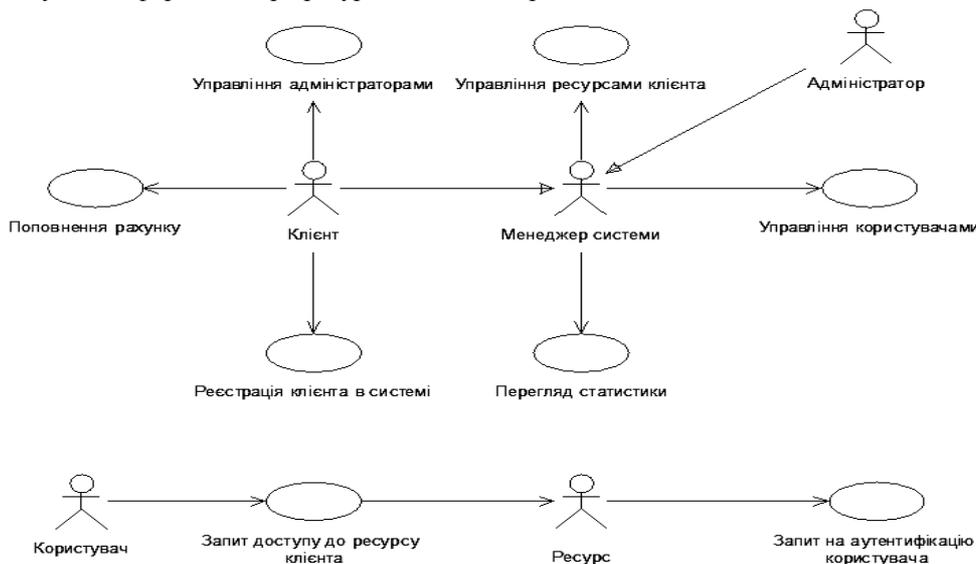 Управління адміністраторами
Управління ресурсами клієнта
Адміністратор
Поповнення рахунку
Клієнт
Менеджер системи
Управління користувачами
Реєстрація клієнта в системі
Перегляд статистики
Користувач
Запит доступу до ресурсу
клієнта
Ресурс
Запит на аутентифікацію
користувача